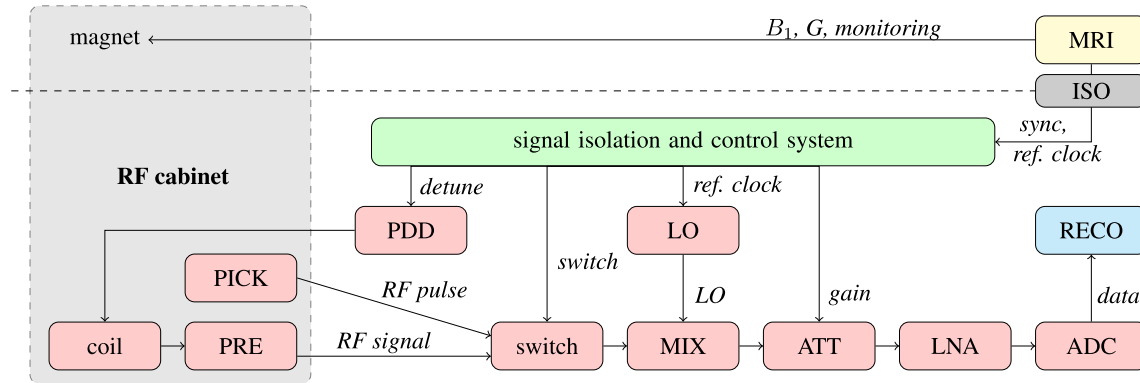 magnet
B₁, G, monitoring
MRI
ISO
signal isolation and control system
sync,
ref. clock
RF cabinet
detune
ref. clock
PDD
LO
RECO
PICK
switch
RF pulse
LO
gain
data
RF signal
coil
PRE
switch
MIX
ATT
LNA
ADC